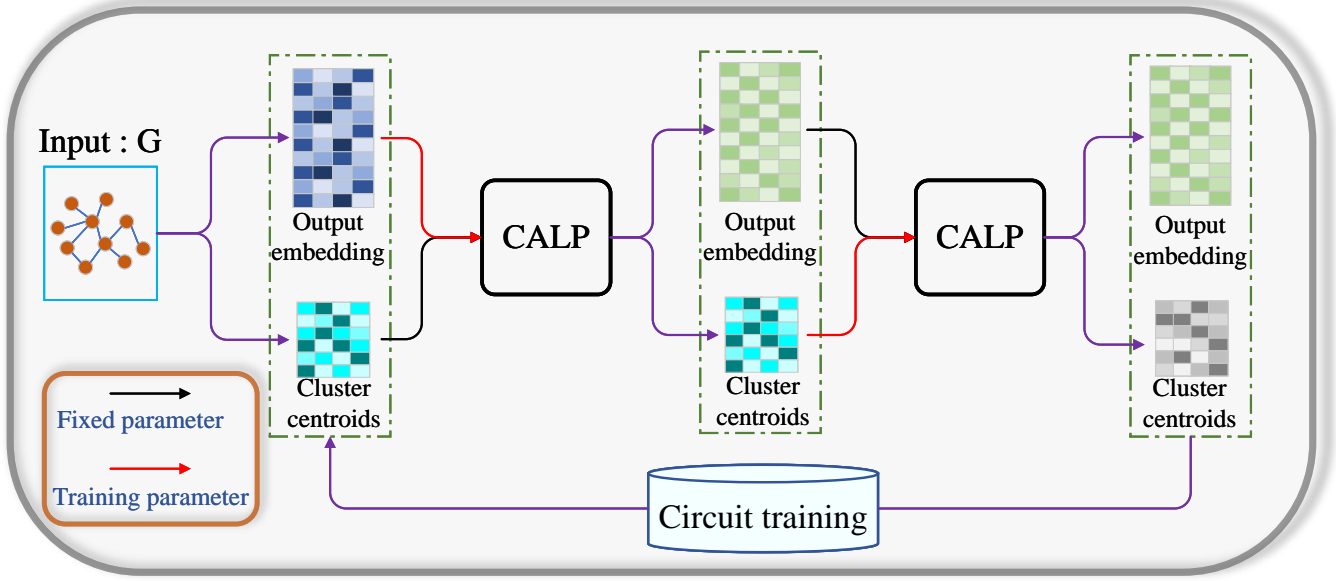 Input : G
Output
embedding
Cluster
centroids
CALP
Output
embedding
Cluster
centroids
CALP
Output
embedding
Cluster
centroids
Fixed parameter
Training parameter
Circuit training